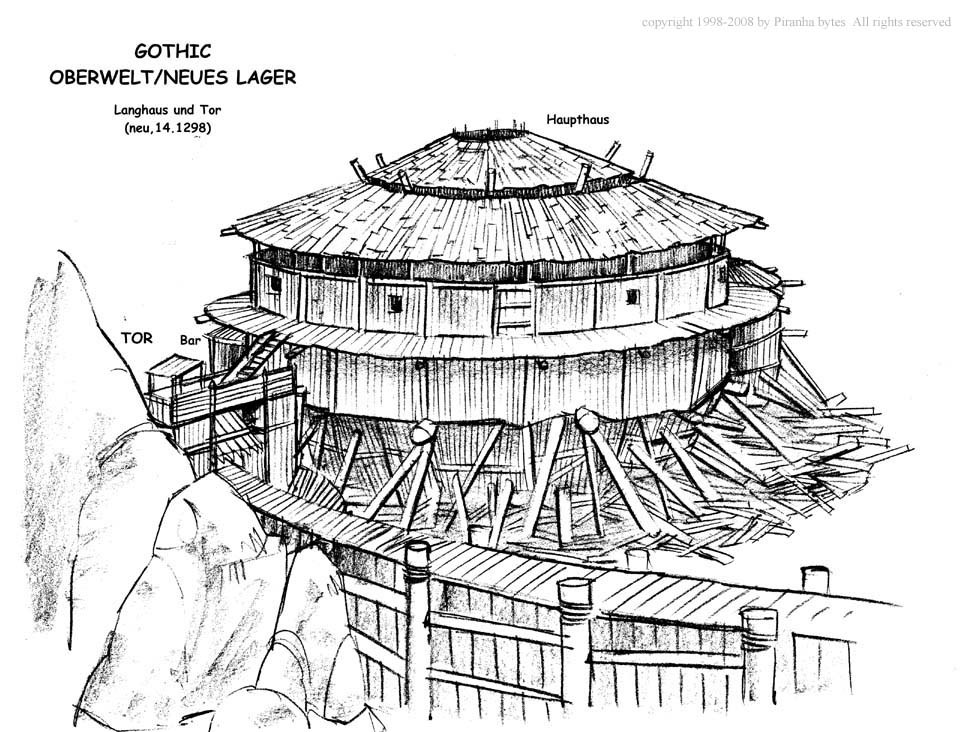 copyright 1998-2008 by Piranha bytes All rights reserved
GOTHIC
OBERWELT/NEUES LAGER
Langhaus und Tor
(neu,14.1298)
Haupthaus
TOR
Bar